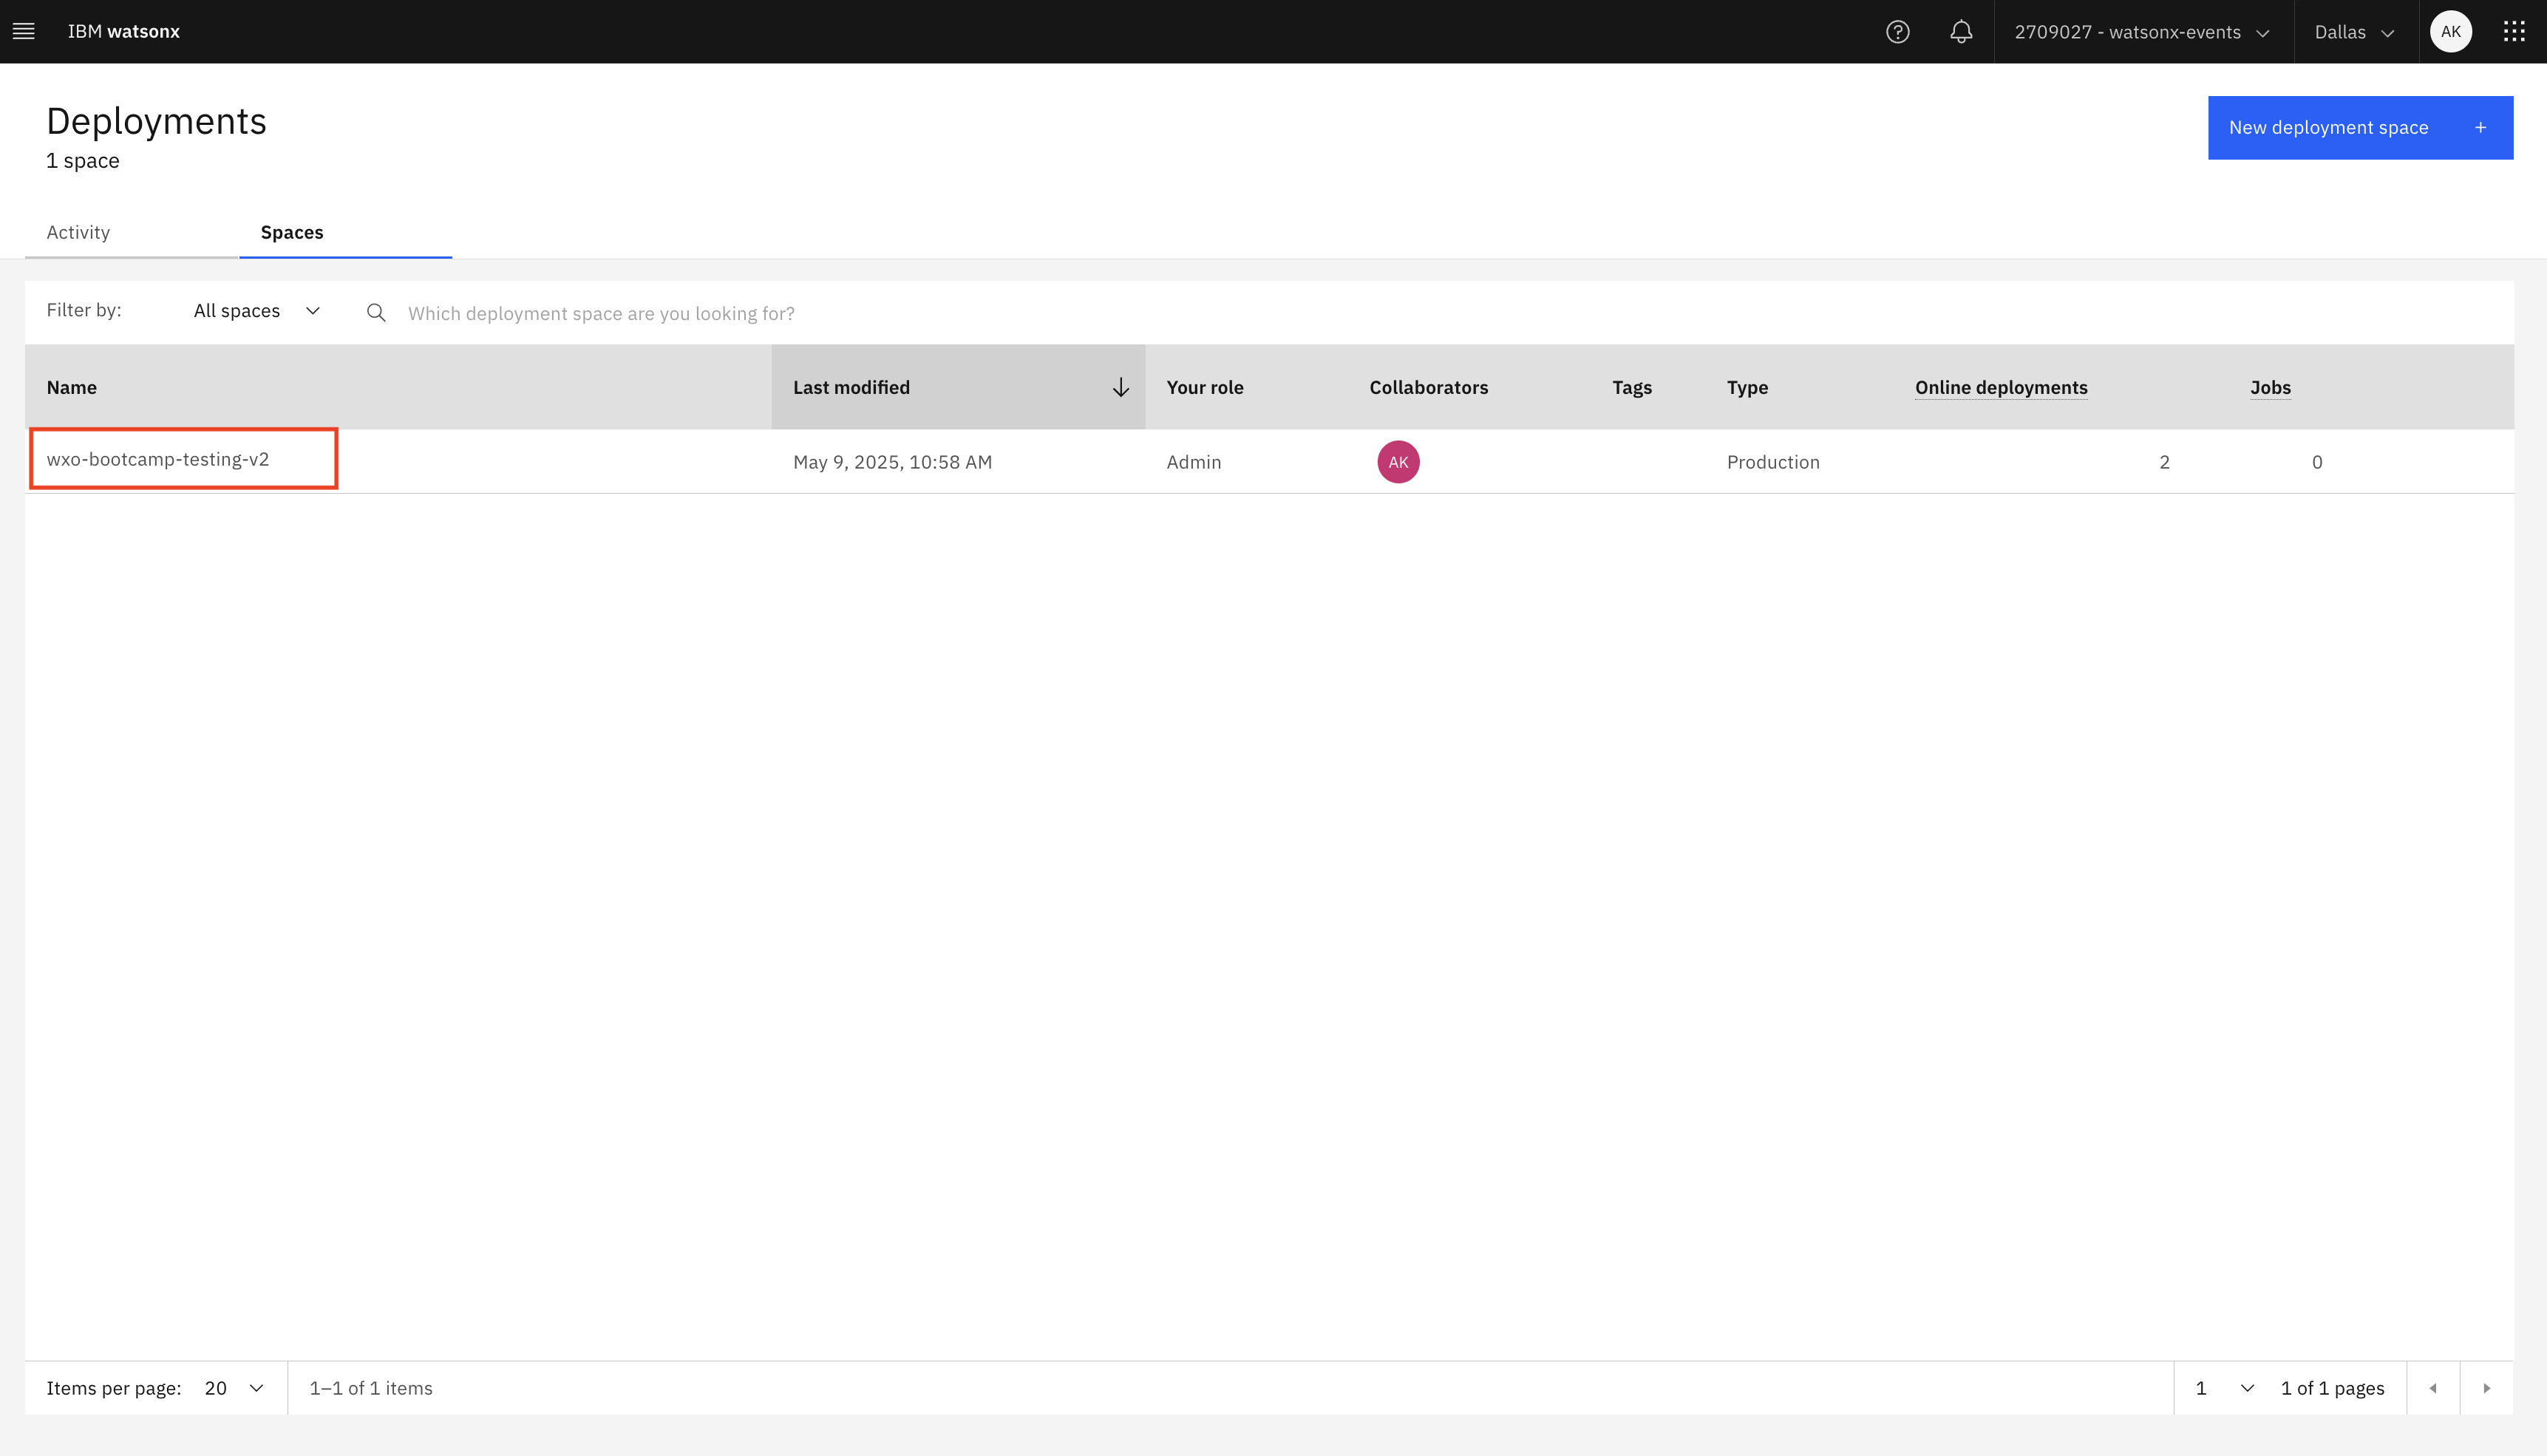 IBM watsonx
2709027 - watsonx-events
Dallas
AK
Deployments
1 space
New deployment space +
Activity
Spaces
Filter by:
All spaces
Which deployment space are you looking for?
Name
Last modified
Your role
Collaborators
Tags
Type
Online deployments
Jobs
wxo-bootcamp-testing-v2
May 9, 2025, 10:58 AM
Admin
AK
Production
2
0
Items per page: 20
1–1 of 1 items
1
1 of 1 pages